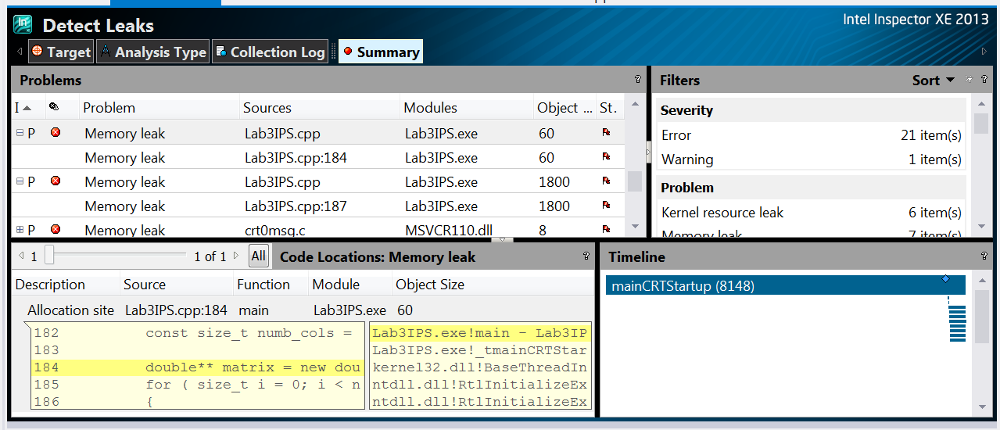 Intel Inspector XE 2013
Detect Leaks
Target Analysis Type Collection Log Summary
Problems ?
I Problem Sources Modules Object ... St.
P Memory leak Lab3IPS.cpp Lab3IPS.exe 60
Memory leak Lab3IPS.cpp:184 Lab3IPS.exe 60
P Memory leak Lab3IPS.cpp Lab3IPS.exe 1800
Memory leak Lab3IPS.cpp:187 Lab3IPS.exe 1800
P Memory leak crt0msg.c MSVCR110.dll 8
Filters Sort ?
Severity
Error 21 item(s)
Warning 1 item(s)
Problem
Kernel resource leak 6 item(s)
Memory leak 7 item(s)
1 1 of 1 All Code Locations: Memory leak ?
Description Source Function Module Object Size
Allocation site Lab3IPS.cpp:184 main Lab3IPS.exe 60
182 const size_t numb_cols =
183
184 double** matrix = new dou
185 for ( size_t i = 0; i < n
186 {
Lab3IPS.exe!main - Lab3IP
Lab3IPS.exe!_tmainCRTStar
kernel32.dll!BaseThreadIn
ntdll.dll!RtlInitializeEx
ntdll.dll!RtlInitializeEx
Timeline ?
mainCRTStartup (8148)